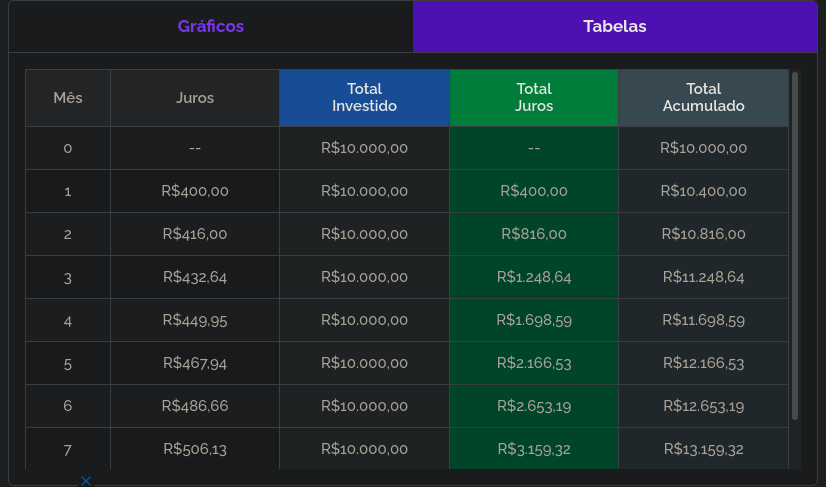 Gráficos Tabelas
Mês Juros Total Investido Total Juros Total Acumulado
0 -- R$10.000,00 -- R$10.000,00
1 R$400,00 R$10.000,00 R$400,00 R$10.400,00
2 R$416,00 R$10.000,00 R$816,00 R$10.816,00
3 R$432,64 R$10.000,00 R$1.248,64 R$11.248,64
4 R$449,95 R$10.000,00 R$1.698,59 R$11.698,59
5 R$467,94 R$10.000,00 R$2.166,53 R$12.166,53
6 R$486,66 R$10.000,00 R$2.653,19 R$12.653,19
7 R$506,13 R$10.000,00 R$3.159,32 R$13.159,32